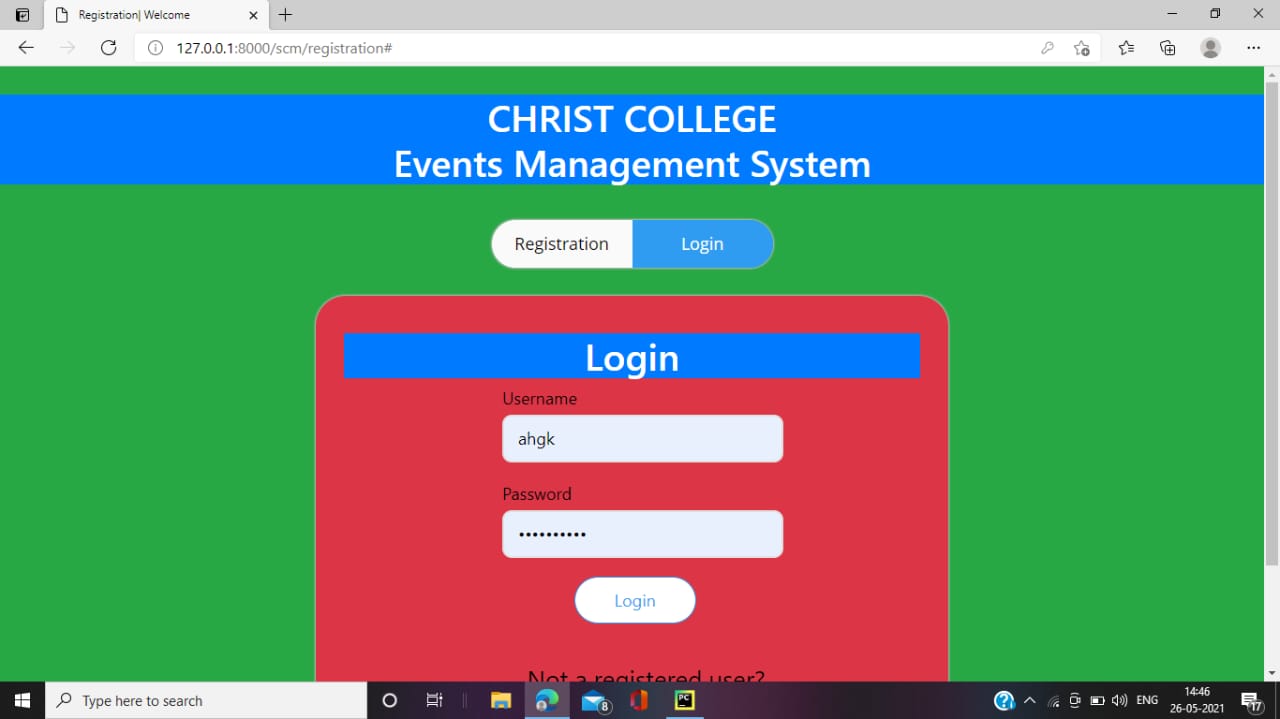 Registration| Welcome
127.0.0.1:8000/scm/registration#
CHRIST COLLEGE
Events Management System
Registration
Login
Login
Username
ahgk
Password
••••••••••
Login
Not a registered user?
Type here to search
8
PC
ENG
14:46
26-05-2021
17